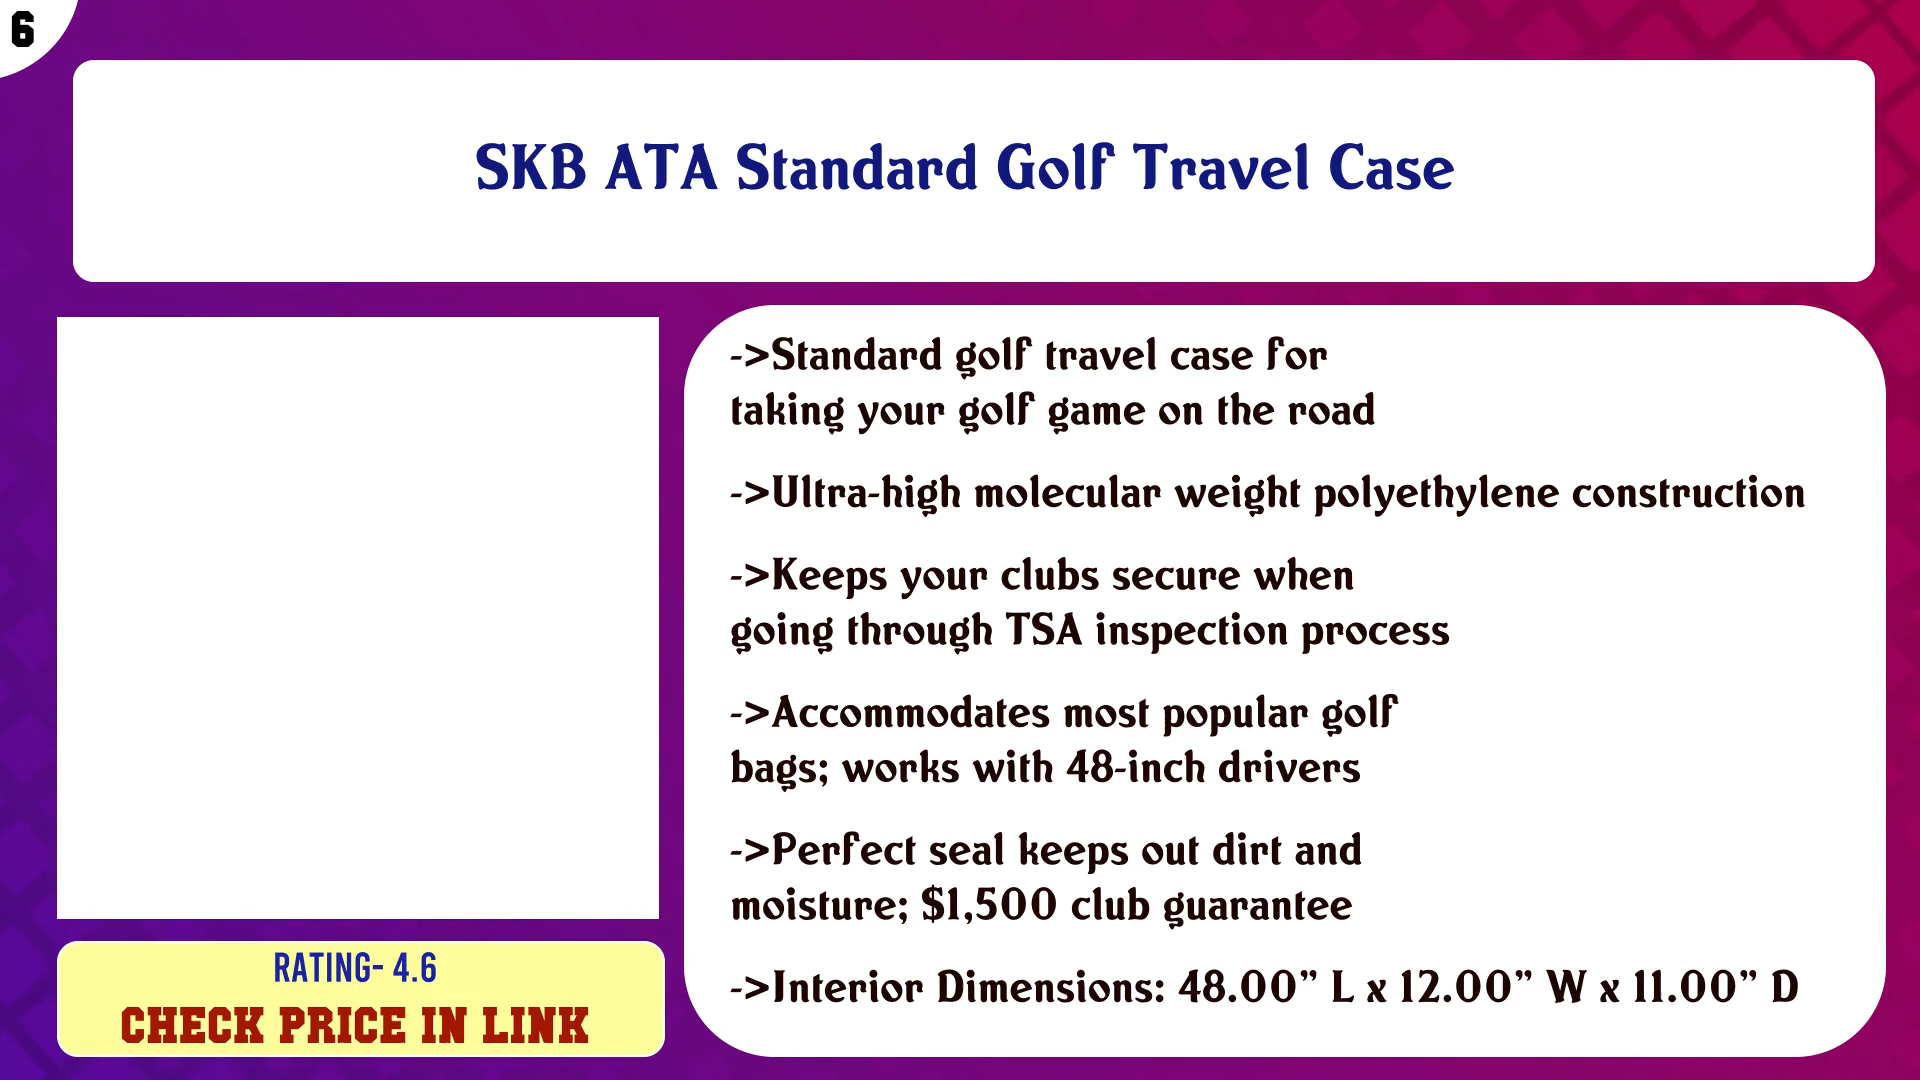 6
SKB ATA Standard Golf Travel Case
->Standard golf travel case for
taking your golf game on the road
->Ultra-high molecular weight polyethylene construction
->Keeps your clubs secure when
going through TSA inspection process
->Accommodates most popular golf
bags; works with 48-inch drivers
->Perfect seal keeps out dirt and
moisture; $1,500 club guarantee
->Interior Dimensions: 48.00” L x 12.00” W x 11.00” D
RATING- 4.6
CHECK PRICE IN LINK